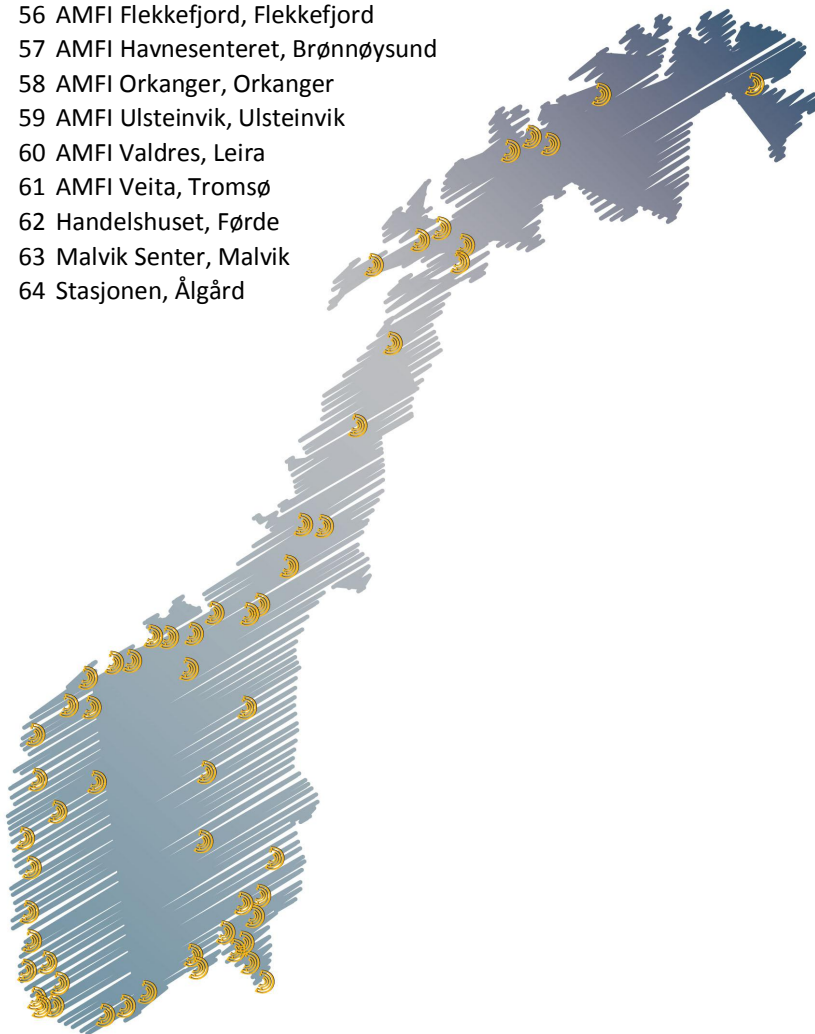 56 AMFI Flekkefjord, Flekkefjord
57 AMFI Havnesenteret, Brønnøysund
58 AMFI Orkanger, Orkanger
59 AMFI Ulsteinvik, Ulsteinvik
60 AMFI Valdres, Leira
61 AMFI Veita, Tromsø
62 Handelshuset, Førde
63 Malvik Senter, Malvik
64 Stasjonen, Ålgård